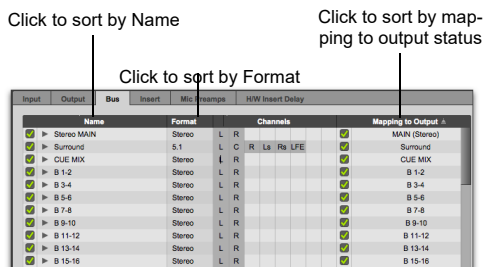 Click to sort by Name
Click to sort by map-
ping to output status
Click to sort by Format
Input Output Bus Insert Mic Preamps H/W Insert Delay
Name Format Channels Mapping to Output
Stereo MAIN Stereo L R MAIN (Stereo)
Surround 5.1 L C R Ls Rs LFE Surround
CUE MIX Stereo L R CUE MIX
B 1-2 Stereo L R B 1-2
B 3-4 Stereo L R B 3-4
B 5-6 Stereo L R B 5-6
B 7-8 Stereo L R B 7-8
B 9-10 Stereo L R B 9-10
B 11-12 Stereo L R B 11-12
B 13-14 Stereo L R B 13-14
B 15-16 Stereo L R B 15-16